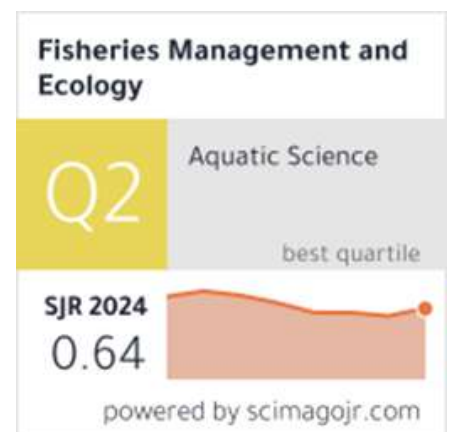 Fisheries Management and
Ecology
Q2
Aquatic Science
best quartile
SJR 2024
0.64
powered by scimagojr.com